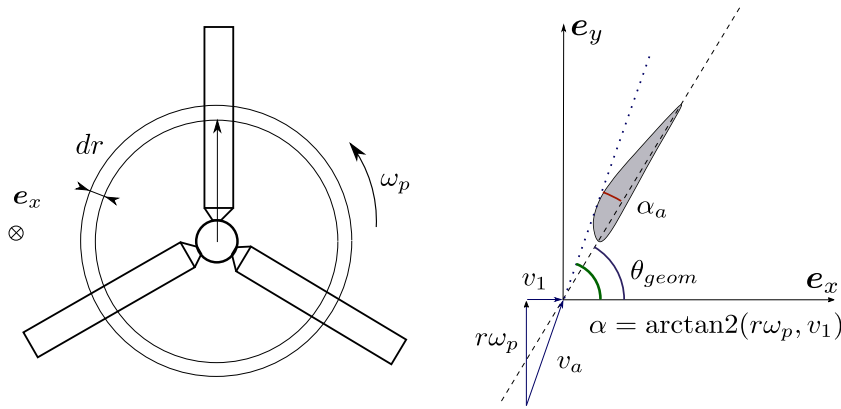 dr
e_x
⊗
ω_p
e_y
α_a
θ_geom
e_x
v_1
α = arctan2(rω_p, v_1)
rω_p
v_a